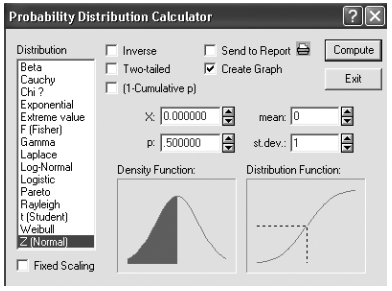 Probability Distribution Calculator
Distribution
Beta
Cauchy
Chi ?
Exponential
Extreme value
F (Fisher)
Gamma
Laplace
Log-Normal
Logistic
Pareto
Rayleigh
t (Student)
Weibull
Z (Normal)
Fixed Scaling
Inverse
Two-tailed
(1-Cumulative p)
Send to Report
Create Graph
Compute
Exit
X: 0.000000
mean: 0
p: .500000
st.dev.: 1
Density Function:
Distribution Function: